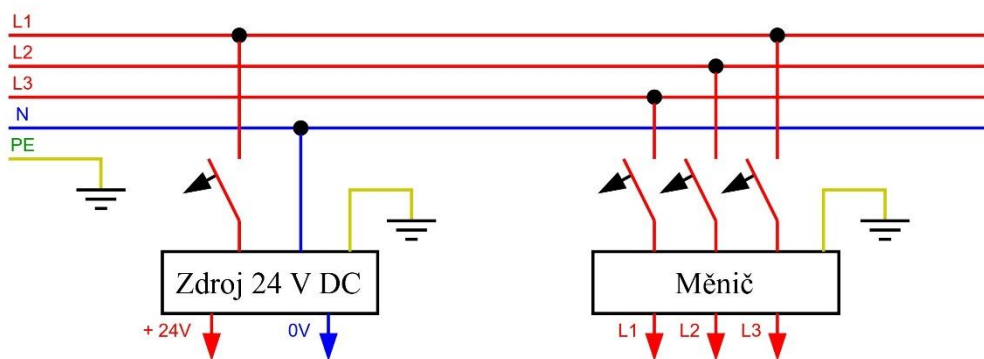 L1
L2
L3
N
PE
Zdroj 24 V DC
Měnič
+ 24V
0V
L1
L2
L3